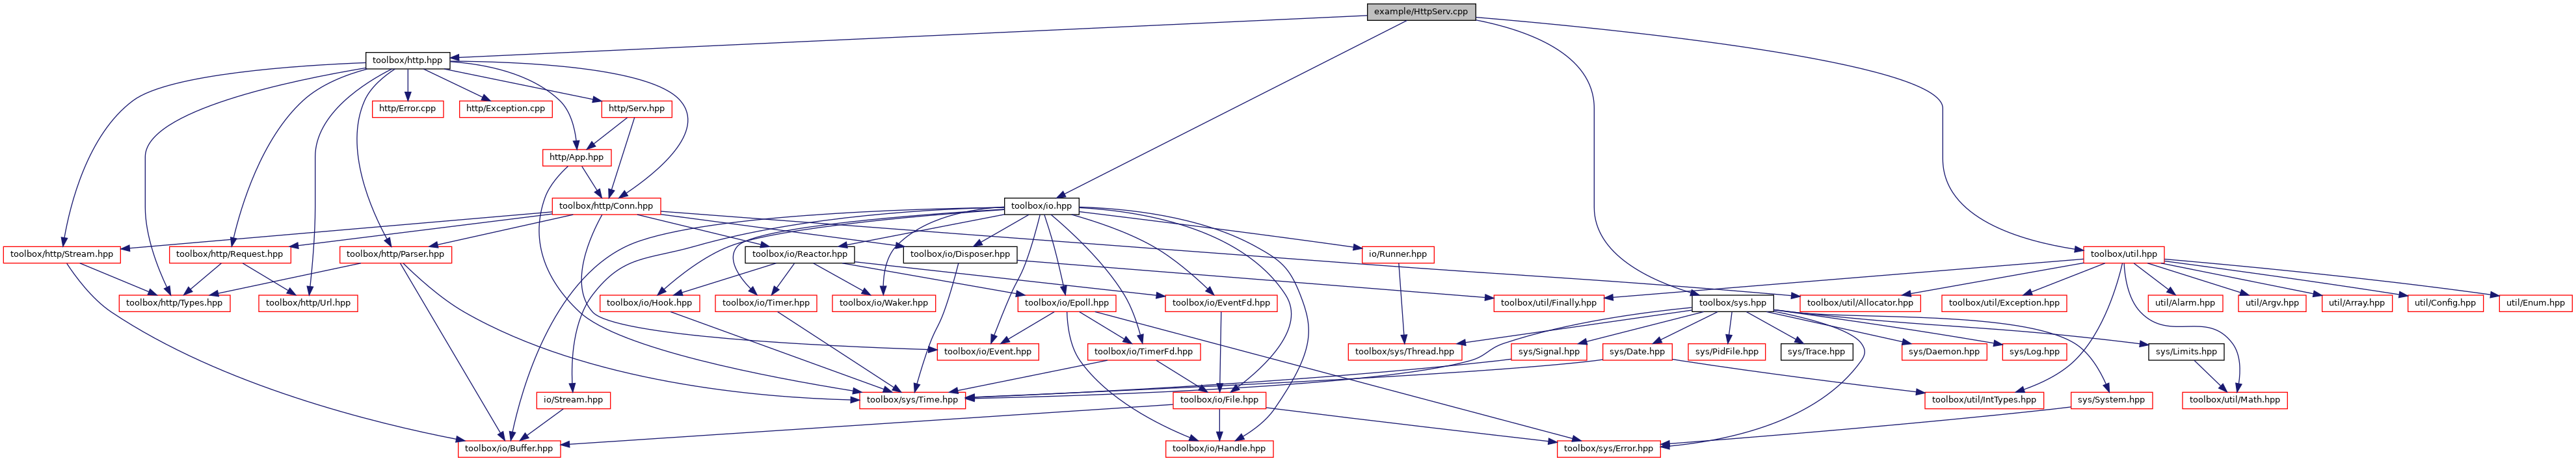 example/HttpServ.cpp
toolbox/http.hpp
http/Error.cpp
http/Exception.cpp
http/Serv.hpp
http/App.hpp
toolbox/http/Conn.hpp
toolbox/io.hpp
toolbox/http/Stream.hpp
toolbox/http/Request.hpp
toolbox/http/Parser.hpp
toolbox/io/Reactor.hpp
toolbox/io/Disposer.hpp
io/Runner.hpp
toolbox/util.hpp
toolbox/http/Types.hpp
toolbox/http/Url.hpp
toolbox/io/Hook.hpp
toolbox/io/Timer.hpp
toolbox/io/Waker.hpp
toolbox/io/Epoll.hpp
toolbox/io/EventFd.hpp
toolbox/util/Finally.hpp
toolbox/sys.hpp
toolbox/util/Allocator.hpp
toolbox/util/Exception.hpp
util/Alarm.hpp
util/Argv.hpp
util/Array.hpp
util/Config.hpp
util/Enum.hpp
toolbox/io/Event.hpp
toolbox/io/TimerFd.hpp
toolbox/sys/Thread.hpp
sys/Signal.hpp
sys/Date.hpp
sys/PidFile.hpp
sys/Trace.hpp
sys/Daemon.hpp
sys/Log.hpp
sys/Limits.hpp
io/Stream.hpp
toolbox/sys/Time.hpp
toolbox/io/File.hpp
toolbox/util/IntTypes.hpp
sys/System.hpp
toolbox/util/Math.hpp
toolbox/io/Buffer.hpp
toolbox/io/Handle.hpp
toolbox/sys/Error.hpp